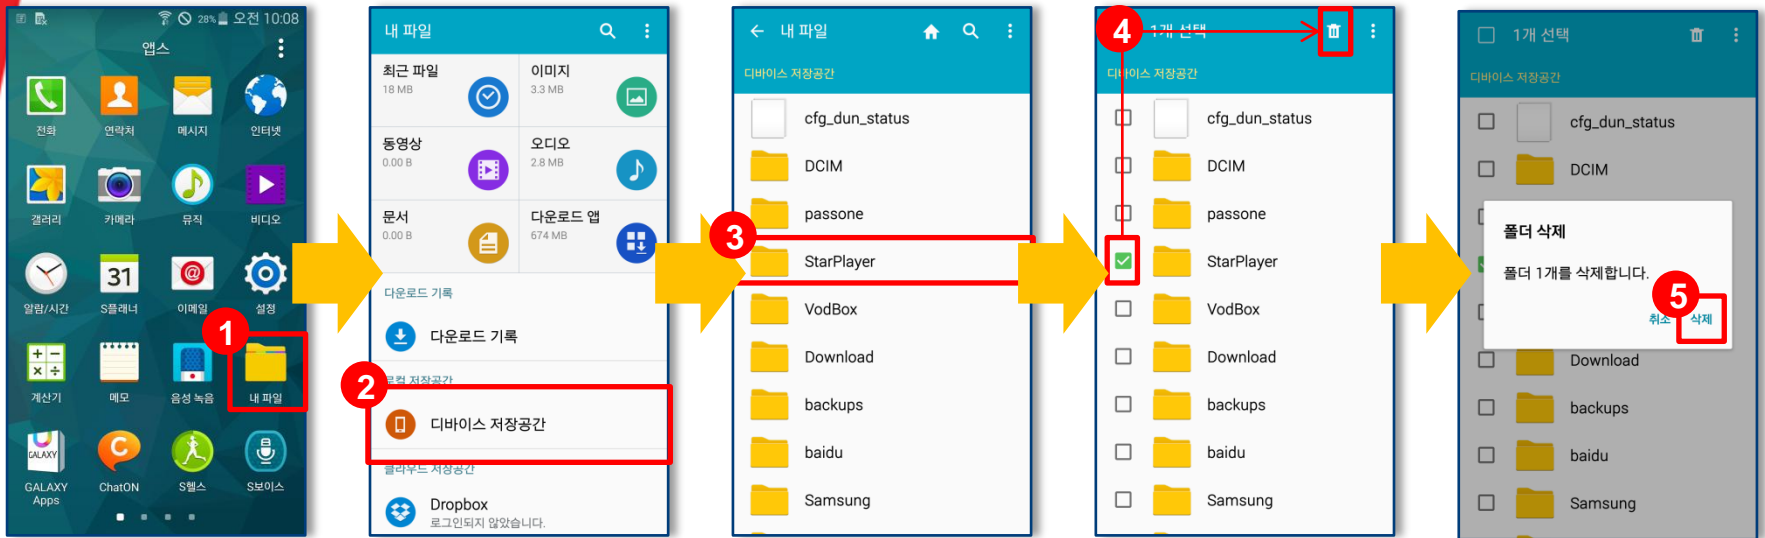 28% 오전 10:08
앱스
전화 연락처 메시지 인터넷
갤러리 카메라 뮤직 비디오
31
알람/시간 S플래너 이메일 설정
1
계산기 메모 음성 녹음 내 파일
GALAXY
GALAXY Apps ChatON S헬스 S보이스
내 파일
최근 파일 이미지
18 MB 3.3 MB
동영상 오디오
0.00 B 2.8 MB
문서 다운로드 앱
0.00 B 674 MB
다운로드 기록
다운로드 기록
로컬 저장공간
2
디바이스 저장공간
클라우드 저장공간
Dropbox
로그인되지 않았습니다.
내 파일
디바이스 저장공간
cfg_dun_status
DCIM
passone
3
StarPlayer
VodBox
Download
backups
baidu
Samsung
4
1개 선택
디바이스 저장공간
cfg_dun_status
DCIM
passone
StarPlayer
VodBox
Download
backups
baidu
Samsung
1개 선택
디바이스 저장공간
cfg_dun_status
DCIM
폴더 삭제
폴더 1개를 삭제합니다.
5
취소 삭제
Download
backups
baidu
Samsung